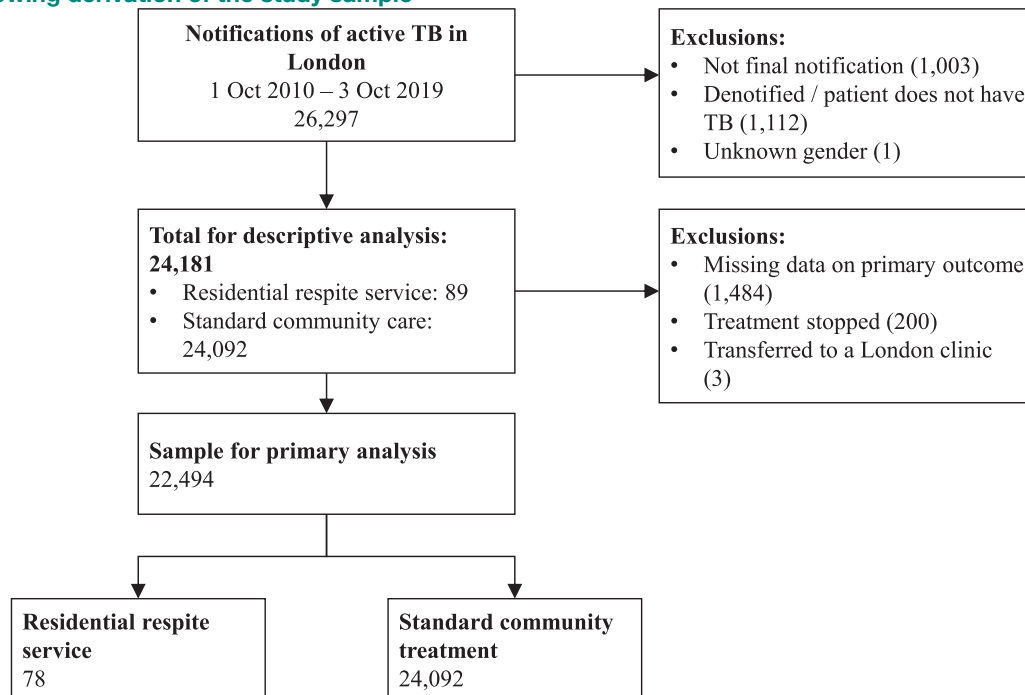 owing derivation of the study sample
Notifications of active TB in
London
1 Oct 2010 – 3 Oct 2019
26,297
Exclusions:
• Not final notification (1,003)
• Denotified / patient does not have
TB (1,112)
• Unknown gender (1)
Total for descriptive analysis:
24,181
• Residential respite service: 89
• Standard community care:
24,092
Exclusions:
• Missing data on primary outcome
(1,484)
• Treatment stopped (200)
• Transferred to a London clinic
(3)
Sample for primary analysis
22,494
Residential respite
service
78
Standard community
treatment
24,092